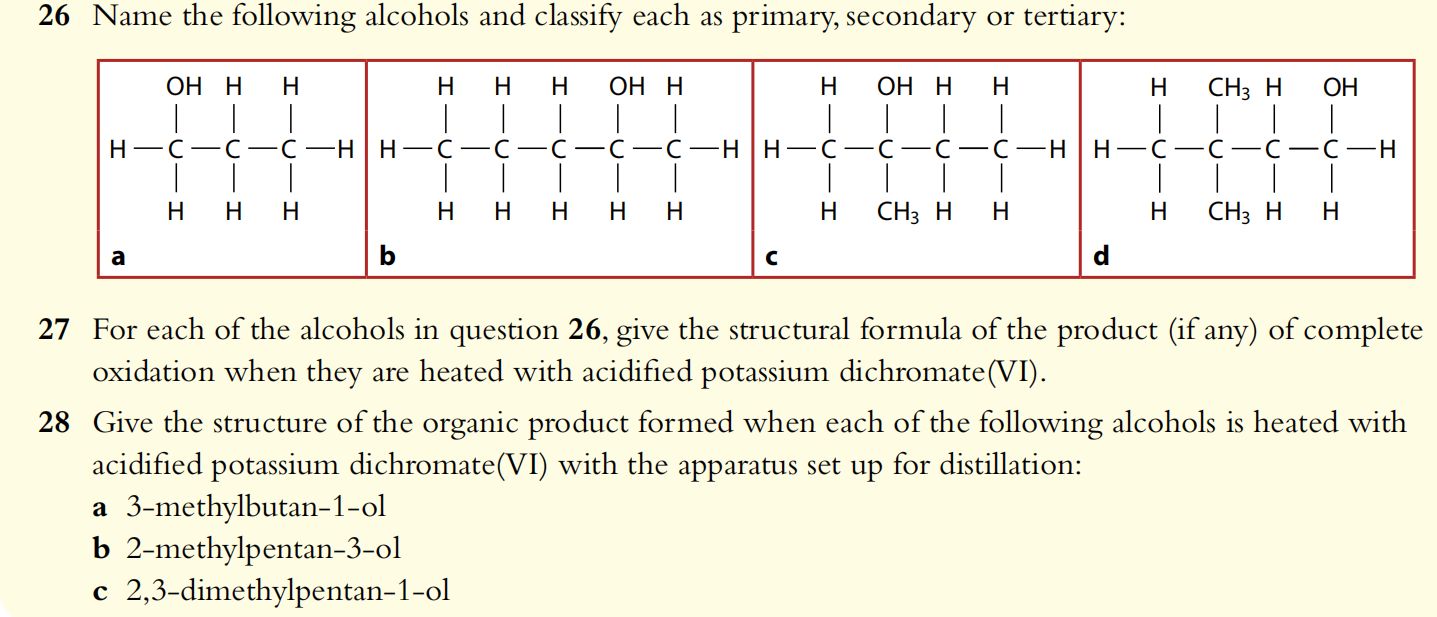 26 Name the following alcohols and classify each as primary, secondary or tertiary:
OH H H
H—C—C—C—H
H H H
a
H H H OH H
H—C—C—C—C—C—H
H H H H H
b
H OH H H
H—C—C—C—C—H
H CH₃ H H
c
H CH₃ H OH
H—C—C—C—C—H
H CH₃ H H
d
27 For each of the alcohols in question 26, give the structural formula of the product (if any) of complete
oxidation when they are heated with acidified potassium dichromate(VI).
28 Give the structure of the organic product formed when each of the following alcohols is heated with
acidified potassium dichromate(VI) with the apparatus set up for distillation:
a 3-methylbutan-1-ol
b 2-methylpentan-3-ol
c 2,3-dimethylpentan-1-ol